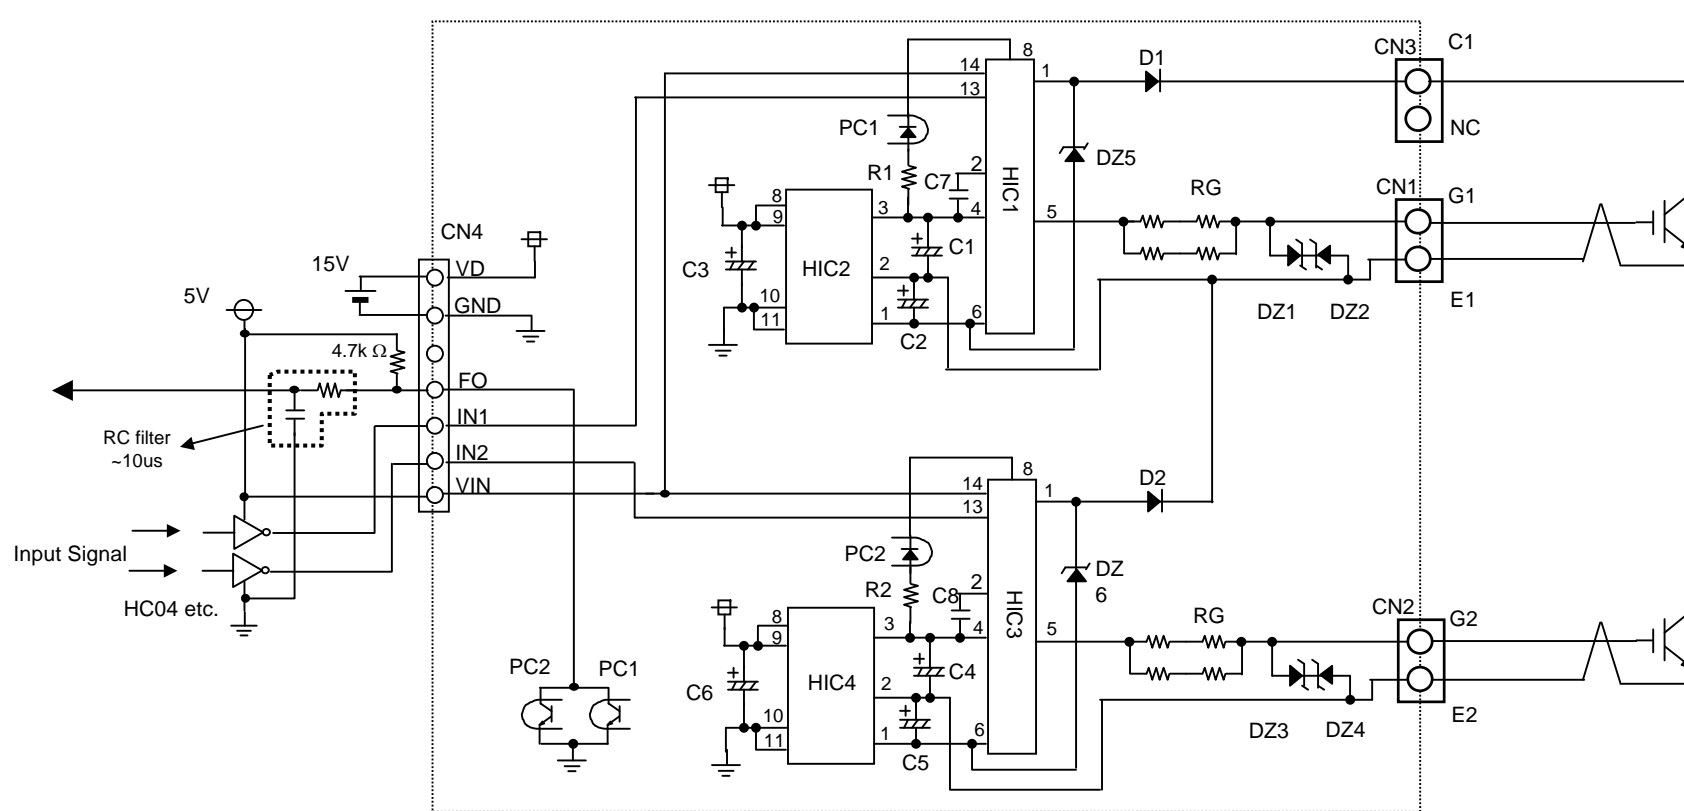 CN3
C1
D1
8
14
1
13
NC
PC1
2
DZ5
R1
C7
HIC1
RG
CN1
G1
8
9
3
4
5
CN4
C1
15V
VD
C3
HIC2
2
5V
GND
10
11
1
6
C2
DZ1
DZ2
E1
4.7k Ω
FO
RC filter
~10us
IN1
IN2
VIN
8
14
1
D2
13
Input Signal
PC2
2
DZ
6
HC04 etc.
R2
C8
HIC3
RG
CN2
G2
8
9
3
4
5
PC2
PC1
C4
C6
HIC4
2
10
11
1
6
C5
DZ3
DZ4
E2